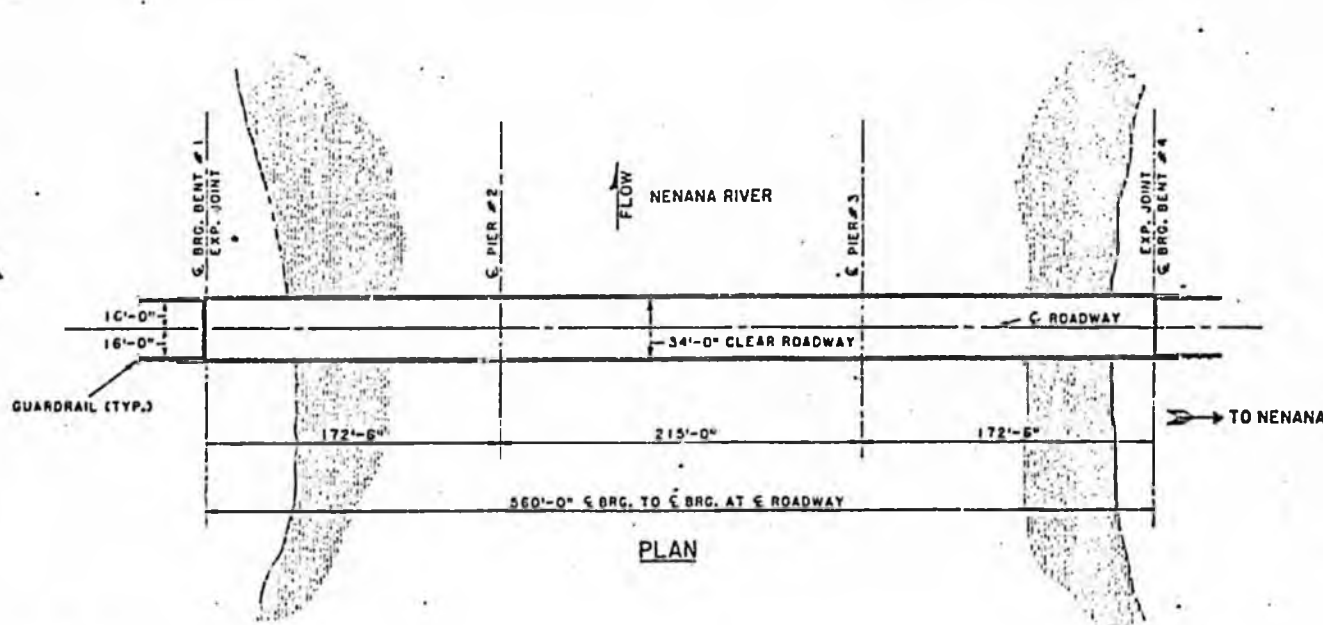 ℄ BRG. BENT #1
EXP. JOINT
℄ PIER #2
FLOW
NENANA RIVER
℄ PIER #3
EXP. JOINT
℄ BRG. BENT #4
16'-0"
16'-0"
34'-0" CLEAR ROADWAY
℄ ROADWAY
GUARDRAIL (TYP.)
TO NENANA
172'-6"
215'-0"
172'-6"
560'-0" ℄ BRG. TO ℄ BRG. AT ℄ ROADWAY
PLAN